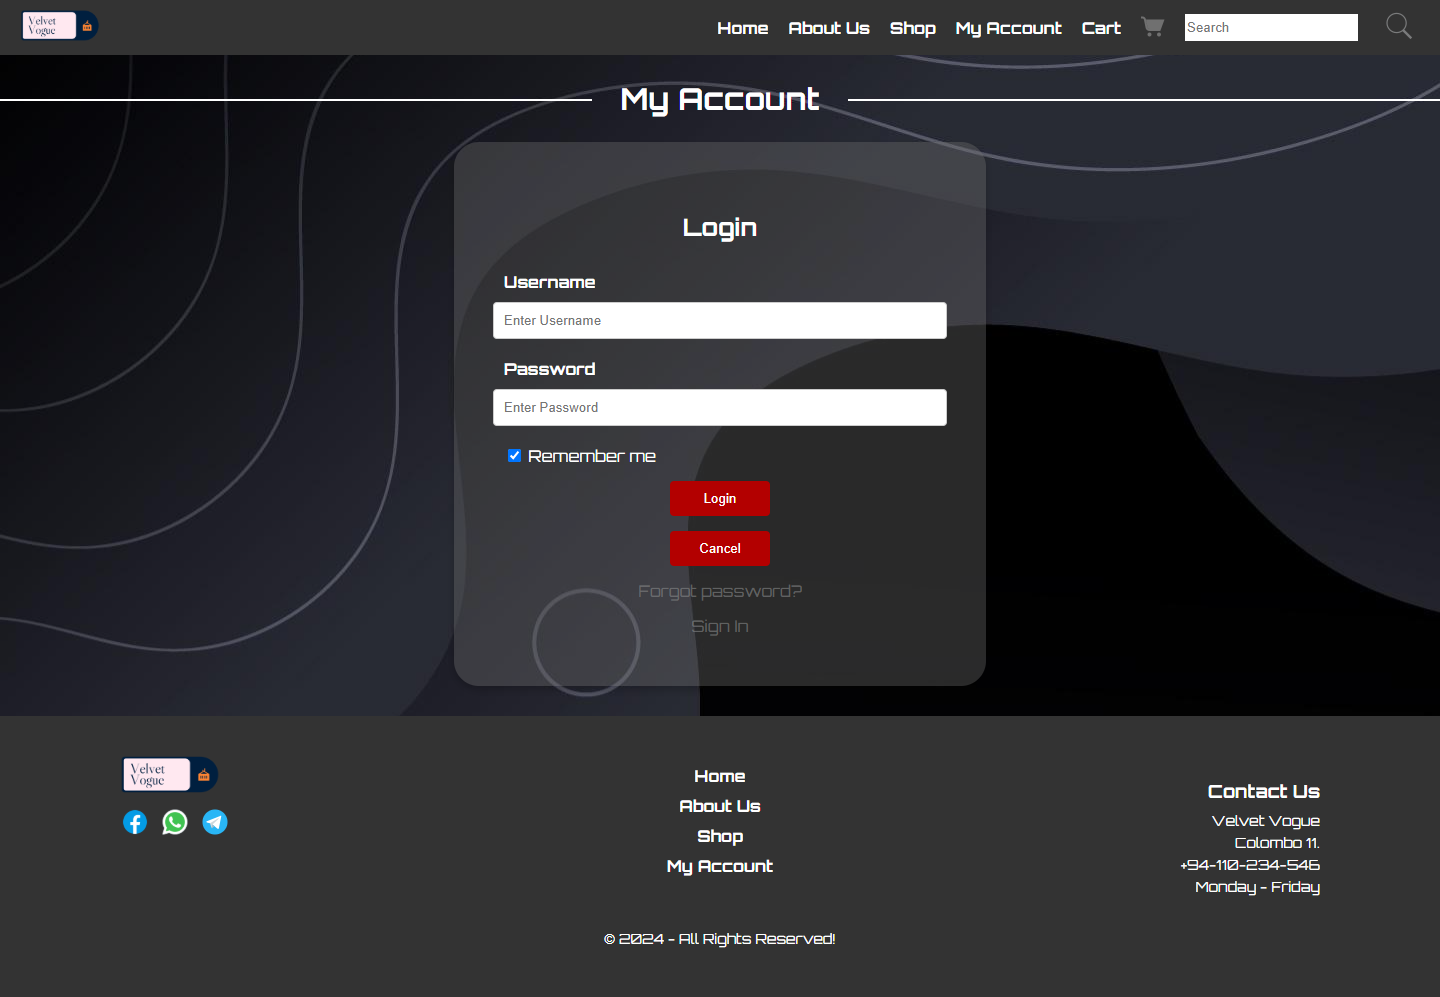 Velvet
Vogue
Home About Us Shop My Account Cart Search
My Account
Login
Username
Enter Username
Password
Enter Password
Remember me
Login
Cancel
Forgot password?
Sign In
Velvet
Vogue
Home
About Us
Shop
My Account
Contact Us
Velvet Vogue
Colombo 11.
+94-110-234-546
Monday - Friday
© 2024 - All Rights Reserved!